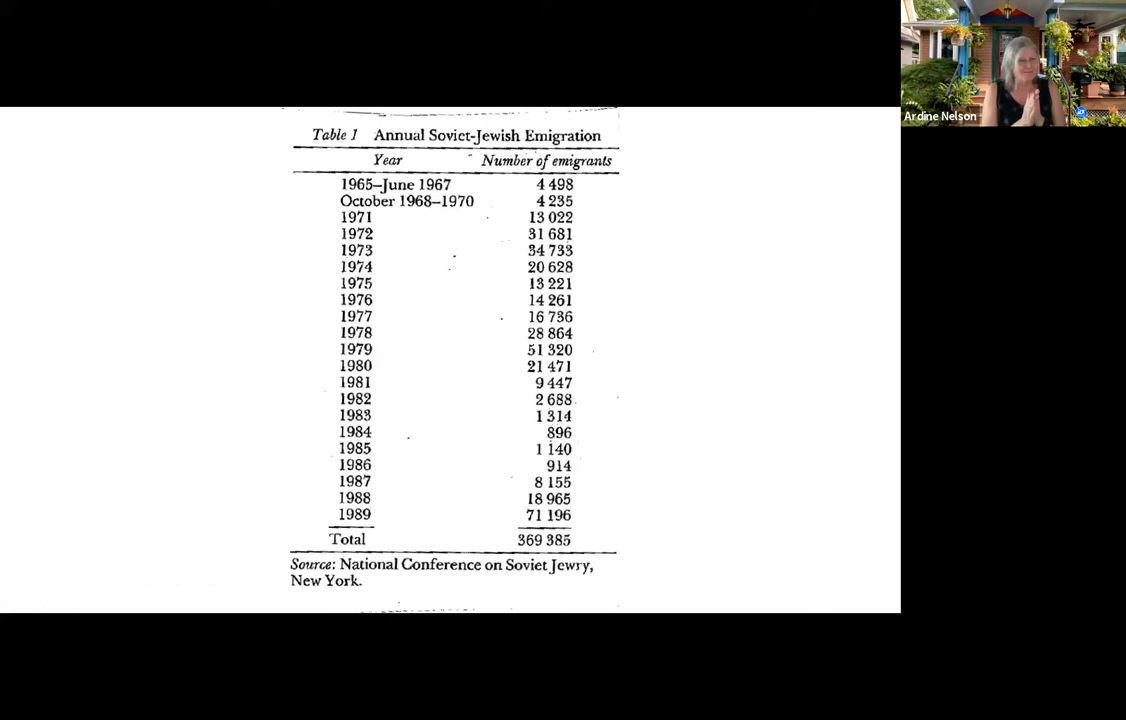 Table 1 Annual Soviet-Jewish Emigration
Year Number of emigrants
1965–June 1967 4 498
October 1968–1970 4 235
1971 13 022
1972 31 681
1973 34 733
1974 20 628
1975 13 221
1976 14 261
1977 16 736
1978 28 864
1979 51 320
1980 21 471
1981 9 447
1982 2 688
1983 1 314
1984 896
1985 1 140
1986 914
1987 8 155
1988 18 965
1989 71 196
Total 369 385
Source: National Conference on Soviet Jewry,
New York.
Ardine Nelson